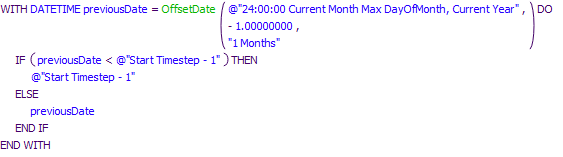 WITH DATETIME previousDate = OffsetDate ( @"24:00:00 Current Month Max DayOfMonth, Current Year" , ) DO
- 1.00000000 ,
"1 Months"
IF ( previousDate < @"Start Timestep - 1" ) THEN
@"Start Timestep - 1"
ELSE
previousDate
END IF
END WITH